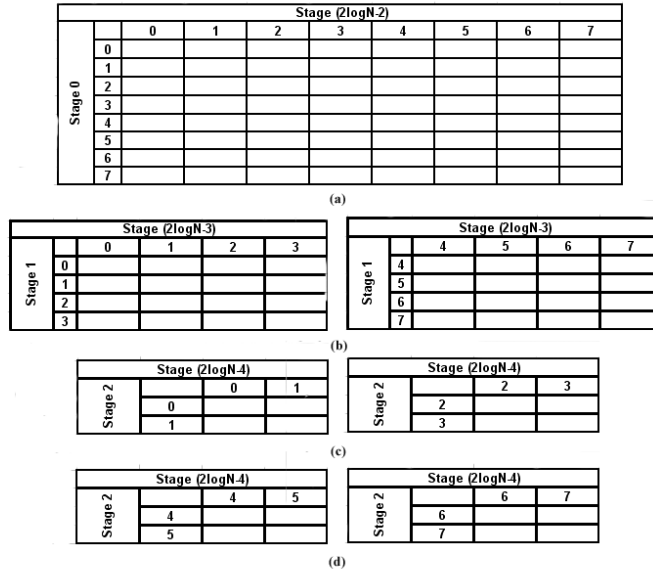 Stage (2logN-2)
0 1 2 3 4 5 6 7
Stage 0
0
1
2
3
4
5
6
7
(a)
Stage (2logN-3)
0 1 2 3
Stage 1
0
1
2
3
Stage (2logN-3)
4 5 6 7
Stage 1
4
5
6
7
(b)
Stage (2logN-4)
0 1
Stage 2
0
1
Stage (2logN-4)
2 3
Stage 2
2
3
(c)
Stage (2logN-4)
4 5
Stage 2
4
5
Stage (2logN-4)
6 7
Stage 2
6
7
(d)